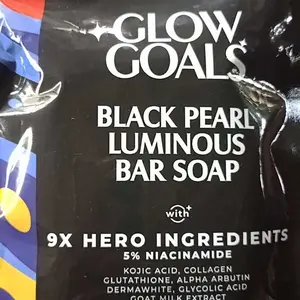 GLOW
GOALS
BLACK PEARL
LUMINOUS
BAR SOAP
with+
9X HERO INGREDIENTS
5% NIACINAMIDE
KOJIC ACID, COLLAGEN
GLUTATHIONE, ALPHA ARBUTIN
DERMAWHITE, GLYCOLIC ACID
GOAT MILK EXTRACT